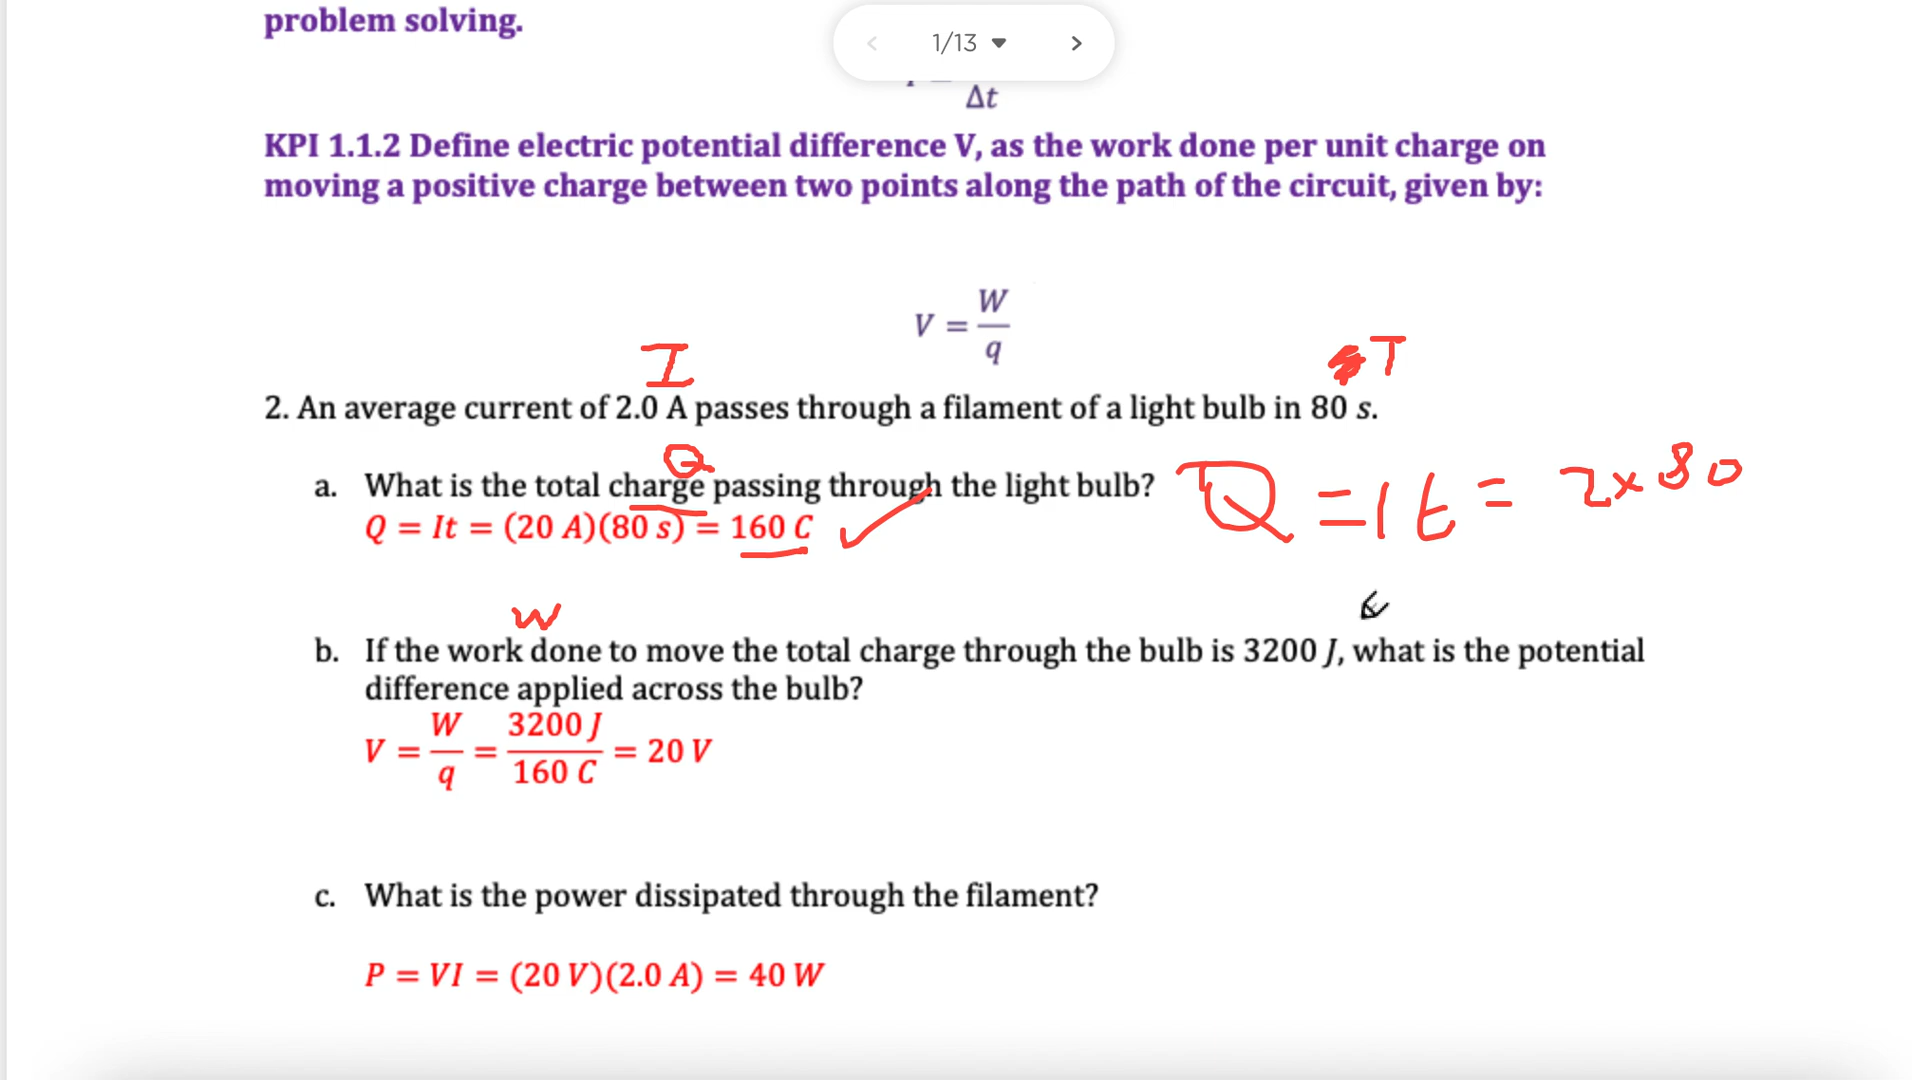 problem solving.
1/13
Δt
KPI 1.1.2 Define electric potential difference V, as the work done per unit charge on
moving a positive charge between two points along the path of the circuit, given by:
V = W/q
I
T
2. An average current of 2.0 A passes through a filament of a light bulb in 80 s.
Q
a. What is the total charge passing through the light bulb?
Q = It = (20 A)(80 s) = 160 C
Q = I t = 2 x 80
W
b. If the work done to move the total charge through the bulb is 3200 J, what is the potential
difference applied across the bulb?
V = W/q = 3200 J/160 C = 20 V
c. What is the power dissipated through the filament?
P = VI = (20 V)(2.0 A) = 40 W